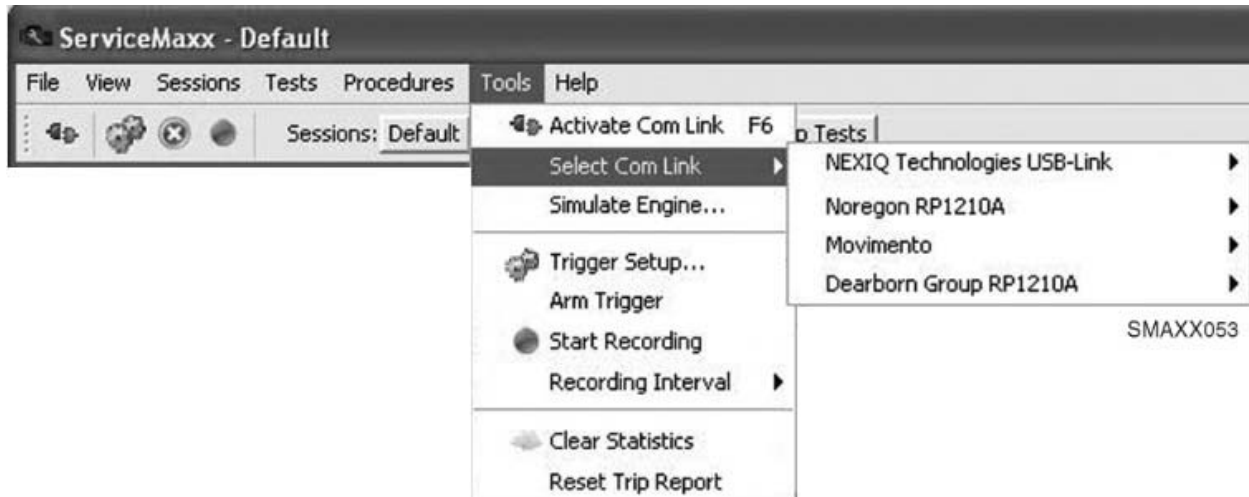 ServiceMaxx - Default
File View Sessions Tests Procedures Tools Help
Sessions: Default
p Tests
Activate Com Link F6
Select Com Link
Simulate Engine...
Trigger Setup...
Arm Trigger
Start Recording
Recording Interval
Clear Statistics
Reset Trip Report
NEXIQ Technologies USB-Link
Noregon RP1210A
Movimento
Dearborn Group RP1210A
SMAXX053